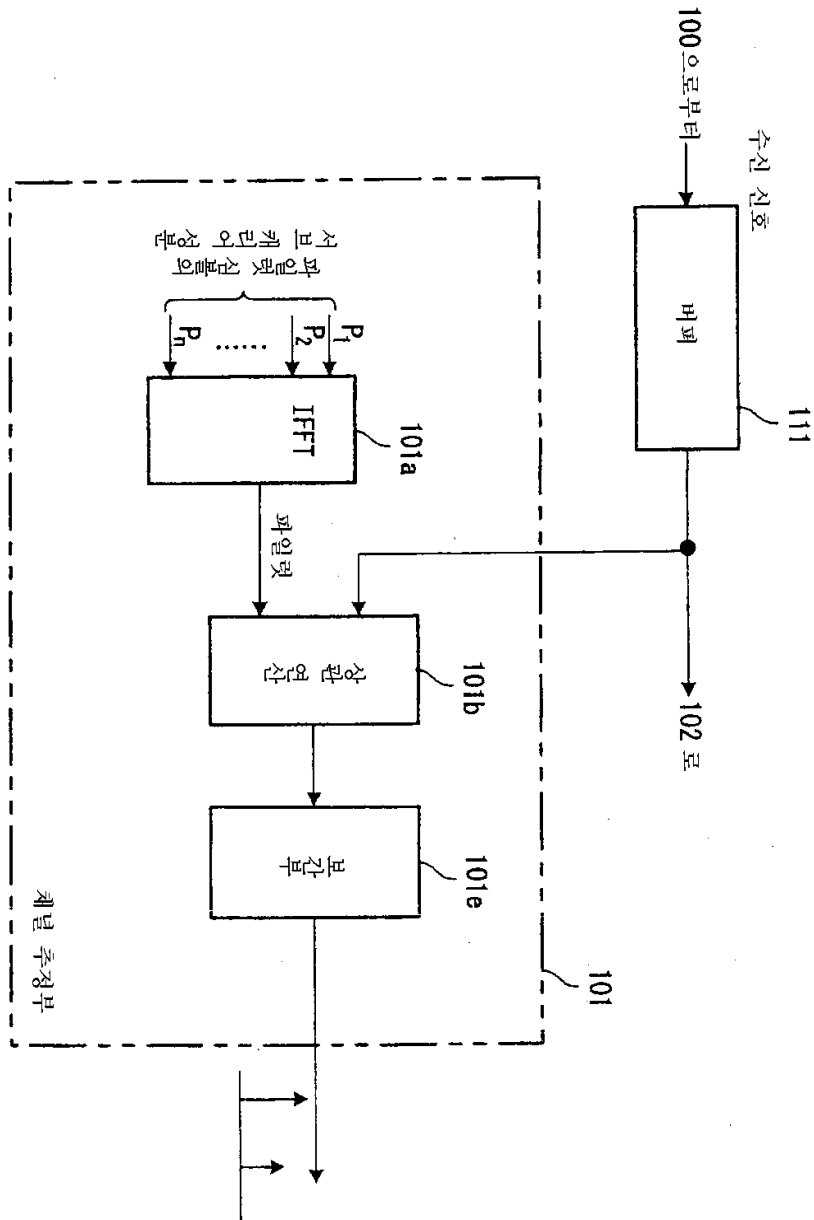 수신 신호
100으로부터
버퍼
111
102 로
파일럿 심볼의
서브 캐리어 성분
P1
P2
......
Pn
IFFT
101a
파일럿
상관 연산
101b
보간부
101e
101
채널 추정부